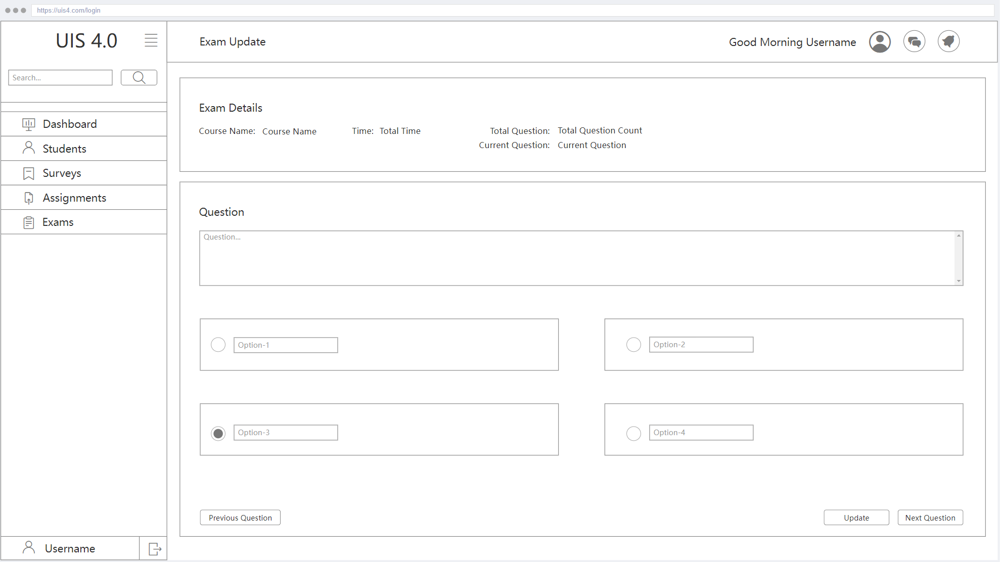 https://uis4.com/login
UIS 4.0
Search...
Dashboard
Students
Surveys
Assignments
Exams
Username
Exam Update
Good Morning Username
Exam Details
Course Name: Course Name
Time: Total Time
Total Question: Total Question Count
Current Question: Current Question
Question
Question...
Option-1
Option-2
Option-3
Option-4
Previous Question
Update
Next Question